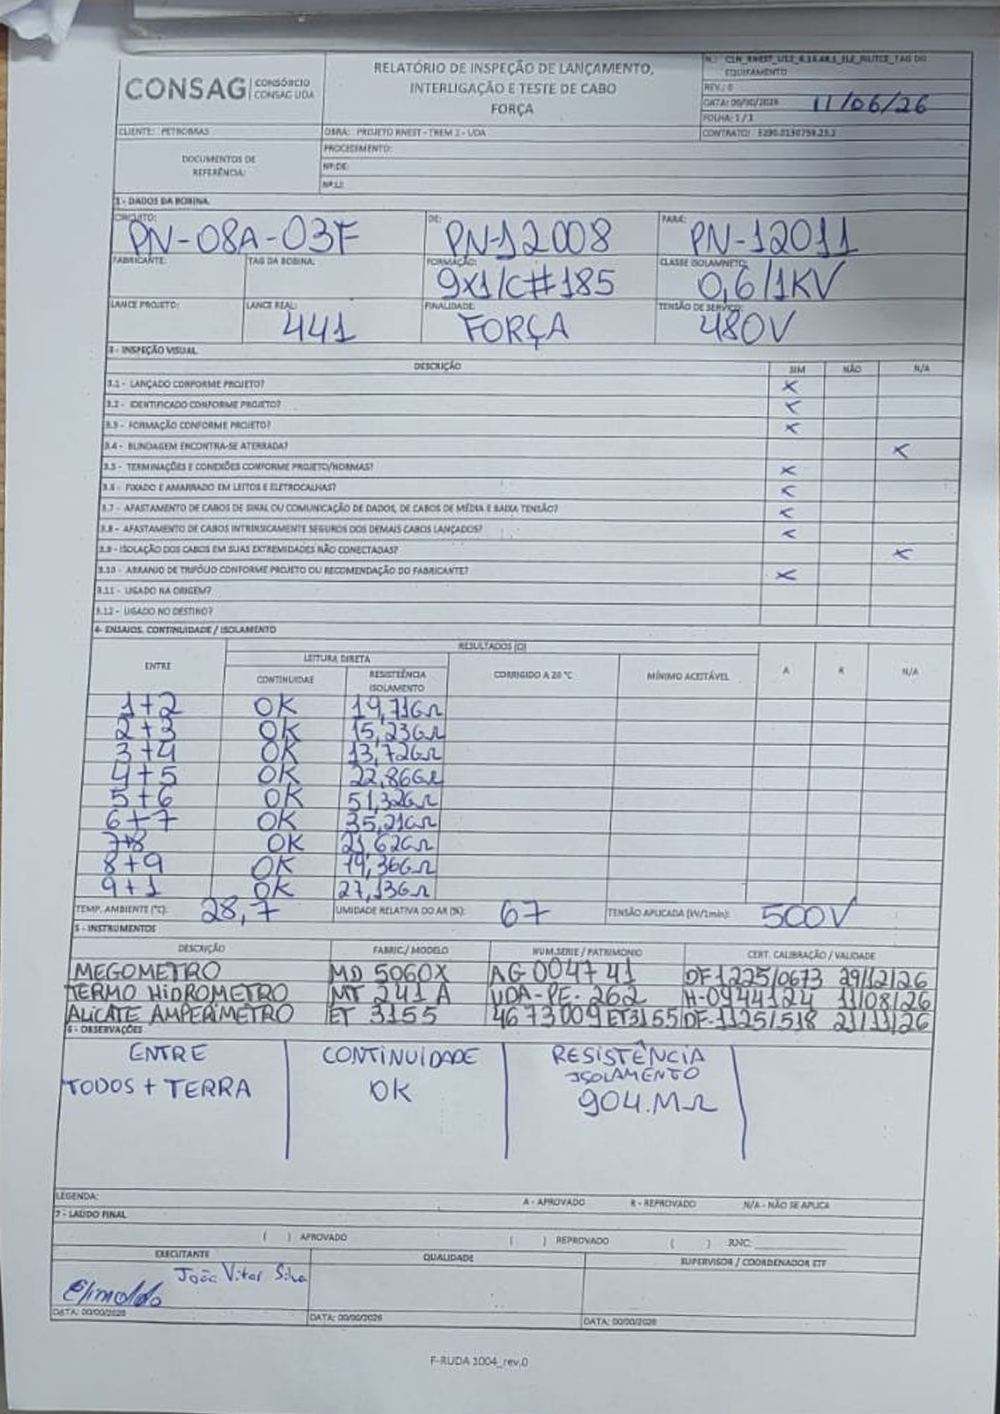 CONSAG CONSÓRCIO CONSAG UDA
RELATÓRIO DE INSPEÇÃO DE LANÇAMENTO, INTERLIGAÇÃO E TESTE DE CABO FORÇA
EQUIPAMENTO
REV.: 0
DATA: 00/00/2026 11/06/26
FOLHA: 1/1
CLIENTE: PETROBRAS
OBRA: PROJETO RNEST - TREM 2 - UDA
CONTRATO:
DOCUMENTOS DE REFERÊNCIA:
PROCEDIMENTO:
Nº DE:
Nº LI:
1 - DADOS DA BOBINA
CIRCUITO: PN-08A-03F
DE: PN-12008
PARA: PN-12011
FABRICANTE:
TAG DA BOBINA:
FORMAÇÃO: 9x1/C#185
CLASSE ISOLAMNETO: 0,6/1KV
LANCE PROJETO:
LANCE REAL: 441
FINALIDADE: FORÇA
TENSÃO DE SERVIÇO: 480V
3 - INSPEÇÃO VISUAL
DESCRIÇÃO SIM NÃO N/A
3.1 - LANÇADO CONFORME PROJETO? X
3.2 - IDENTIFICADO CONFORME PROJETO? X
3.3 - FORMAÇÃO CONFORME PROJETO? X
3.4 - BLINDAGEM ENCONTRA-SE ATERRADA? X
3.5 - TERMINAÇÕES E CONEXÕES CONFORME PROJETO/NORMAS? X
3.6 - FIXADO E AMARRADO EM LEITOS E ELETROCALHAS? X
3.7 - AFASTAMENTO DE CABOS DE SINAL OU COMUNICAÇÃO DE DADOS, DE CABOS DE MÉDIA E BAIXA TENSÃO? X
3.8 - AFASTAMENTO DE CABOS INTRINSICAMENTE SEGUROS DOS DEMAIS CABOS LANÇADOS? X
3.9 - ISOLAÇÃO DOS CABOS EM SUAS EXTREMIDADES NÃO CONECTADAS? X
3.10 - ARRANJO DE TRIFÓLIO CONFORME PROJETO OU RECOMENDAÇÃO DO FABRICANTE? X
3.11 - LIGADO NA ORIGEM?
3.12 - LIGADO NO DESTINO?
4- ENSAIOS, CONTINUIDADE / ISOLAMENTO
RESULTADOS (Ω)
ENTRE LEITURA DIRETA CORRIGIDO A 20 °C MÍNIMO ACEITÁVEL A R N/A
CONTINUIDAE RESISTÊNCIA ISOLAMENTO
1+2 OK 19,71GΩ
2+3 OK 15,23GΩ
3+4 OK 13,72GΩ
4+5 OK 22,86GΩ
5+6 OK 51,32GΩ
6+7 OK 35,21GΩ
7+8 OK 21,62GΩ
8+9 OK 19,36GΩ
9+1 OK 27,13GΩ
TEMP. AMBIENTE (°C): 28,7
UMIDADE RELATIVA DO AR (%): 67
TENSÃO APLICADA (kV/1min): 500V
5 - INSTRUMENTOS
DESCRIÇÃO FABRIC./ MODELO NUM.SERIE / PATRIMONIO CERT. CALIBRAÇÃO / VALIDADE
MEGOMETRO MD 5060X AG 004741 DF1225/0673 29/12/26
TERMO HiDROMETRO MT 241 A UDA-PE-262 H-0944124 11/08/26
ALiCATE AMPERÍMETRO ET 3155 4673009ET3155 DF-1125/518 21/11/26
6 - OBSERVAÇÕES
ENTRE CONTINUIDADE RESISTÊNCIA ISOLAMENTO
TODOS + TERRA OK 904.MΩ
LEGENDA: A - APROVADO R - REPROVADO N/A - NÃO SE APLICA
7 - LAUDO FINAL
( ) APROVADO ( ) REPROVADO ( ) RNC:
EXECUTANTE QUALIDADE SUPERVISOR / COORDENADOR ETF
João Vitor Silva
DATA: 00/00/2026 DATA: 00/00/2026 DATA: 00/00/2026
F-RUDA 1004_rev.0